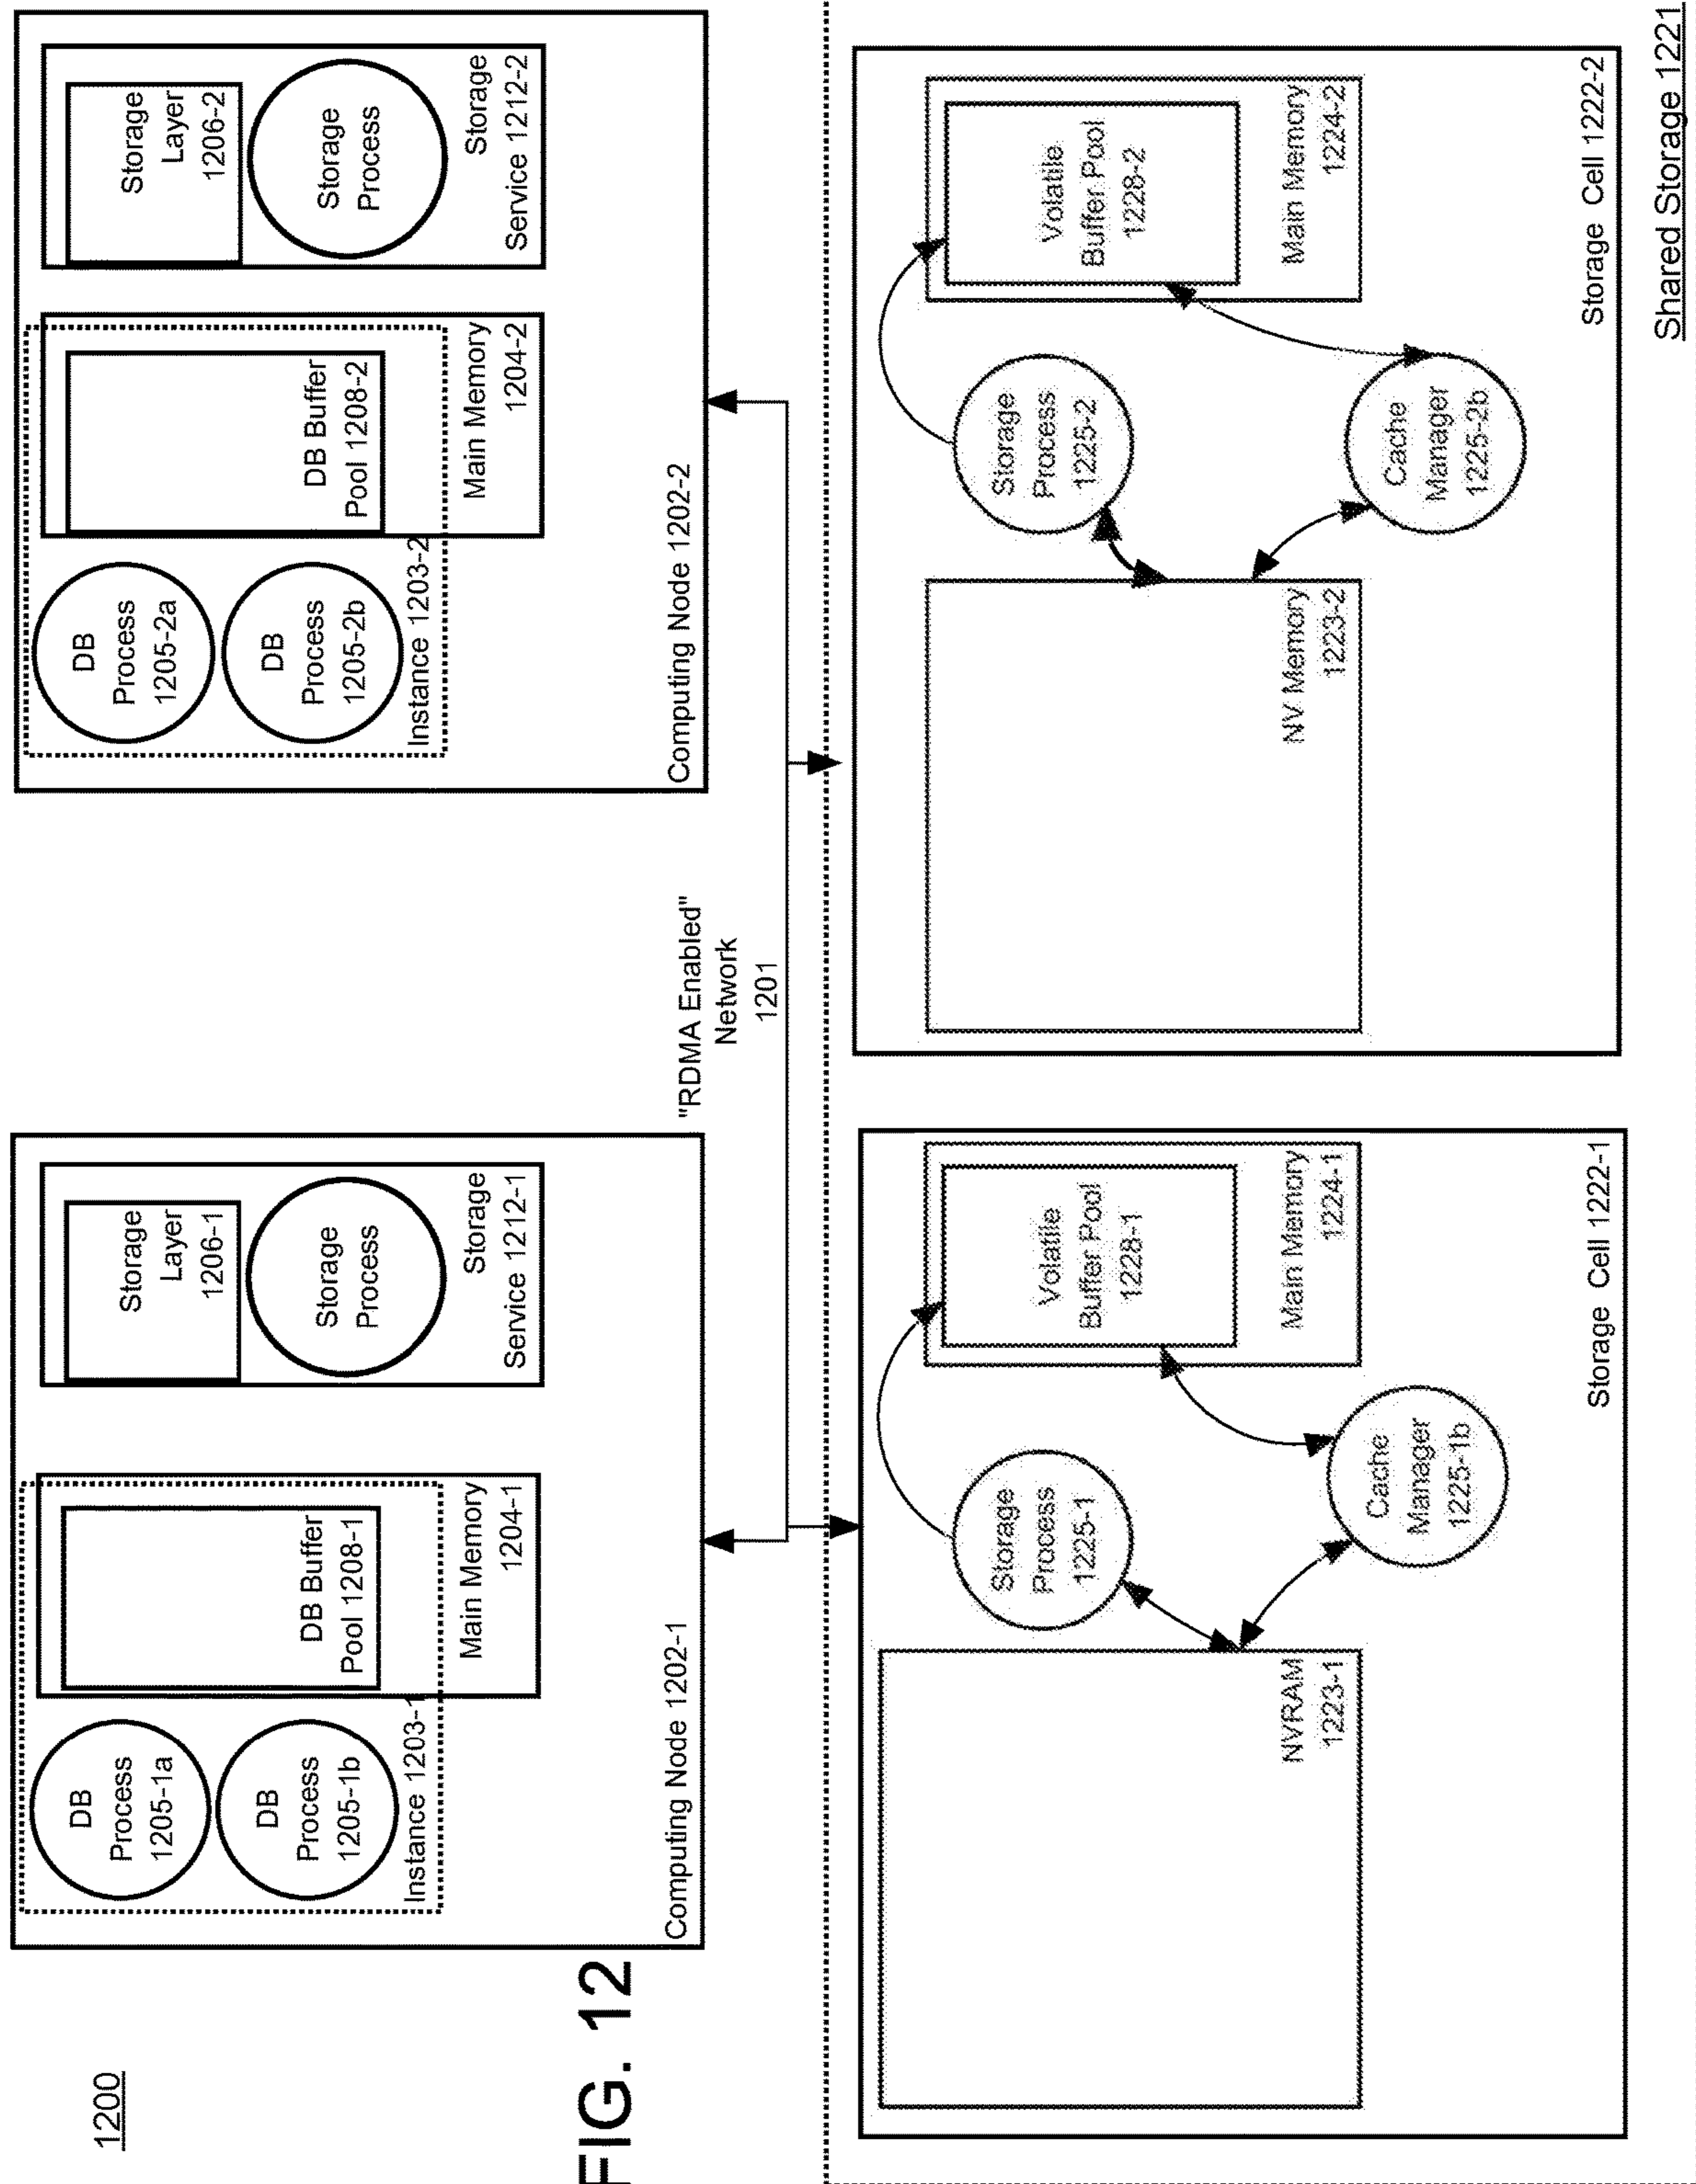 1200
FIG. 12
DB
Process
1205-1a
DB
Process
1205-1b
Instance 1203-1
DB Buffer
Pool 1208-1
Main Memory
1204-1
Storage
Layer
1206-1
Storage
Process
Storage
Service 1212-1
Computing Node 1202-1
DB
Process
1205-2a
DB
Process
1205-2b
Instance 1203-2
DB Buffer
Pool 1208-2
Main Memory
1204-2
Storage
Layer
1206-2
Storage
Process
Storage
Service 1212-2
Computing Node 1202-2
"RDMA Enabled"
Network
1201
NVRAM
1223-1
Storage
Process
1225-1
Cache
Manager
1225-1b
Volatile
Buffer Pool
1228-1
Main Memory
1224-1
Storage Cell 1222-1
NV Memory
1223-2
Storage
Process
1225-2
Cache
Manager
1225-2b
Volatile
Buffer Pool
1228-2
Main Memory
1224-2
Storage Cell 1222-2
Shared Storage 1221